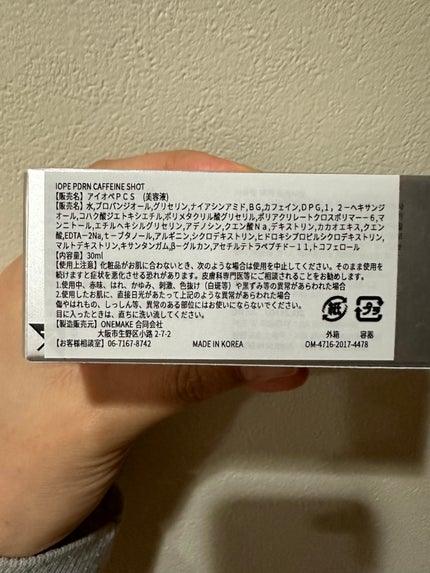 IOPE PDRN CAFFEINE SHOT
【販売名】 アイオペＰＣＳ （美容液）
【販売名】水,プロパンジオール,グリセリン,ナイアシンアミド,ＢＧ,カフェイン,ＤＰＧ,１，２－ヘキサンジ
オール,コハク酸ジエトキシエチル,ポリメタクリル酸グリセリル,ポリアクリレートクロスポリマー－６,マ
ンニトール,エチルヘキシルグリセリン,アデノシン,クエン酸Ｎａ,デキストリン,カカオエキス,クエン
酸,EDTA－2Na,ｔーブタノール,アルギニン,シクロデキストリン,ヒドロキシプロピルシクロデキストリン,
マルトデキストリン,キサンタンガム,β－グルカン,アセチルテトラペプチドー１１,トコフェロール
【内容量】 30ml
【使用上注意】化粧品がお肌に合わないとき、次のような場合は使用を中止してください。そのまま使用を
続けますと症状を悪化させる恐れがあります。皮膚科専門医等にご相談されることをお勧めします。
1.使用中、赤味、はれ、かゆみ、刺激、色抜け（白斑等）や黒ずみ等の異常があらわれた場合
2.使用したお肌に、直接日光があたって上記のような異常があらわれた場合
傷やはれもの、しっしん等、異常のある部位にはお使いにならないでください。
目に入ったときは、直ちに洗い流してください。
【製造販売元】 ONEMAKE 合同会社
大阪市生野区小路 2-7-2
【お客様相談室】 06-7167-8742 MADE IN KOREA OM-4716-2017-4478
紙 プラ
外箱 容器